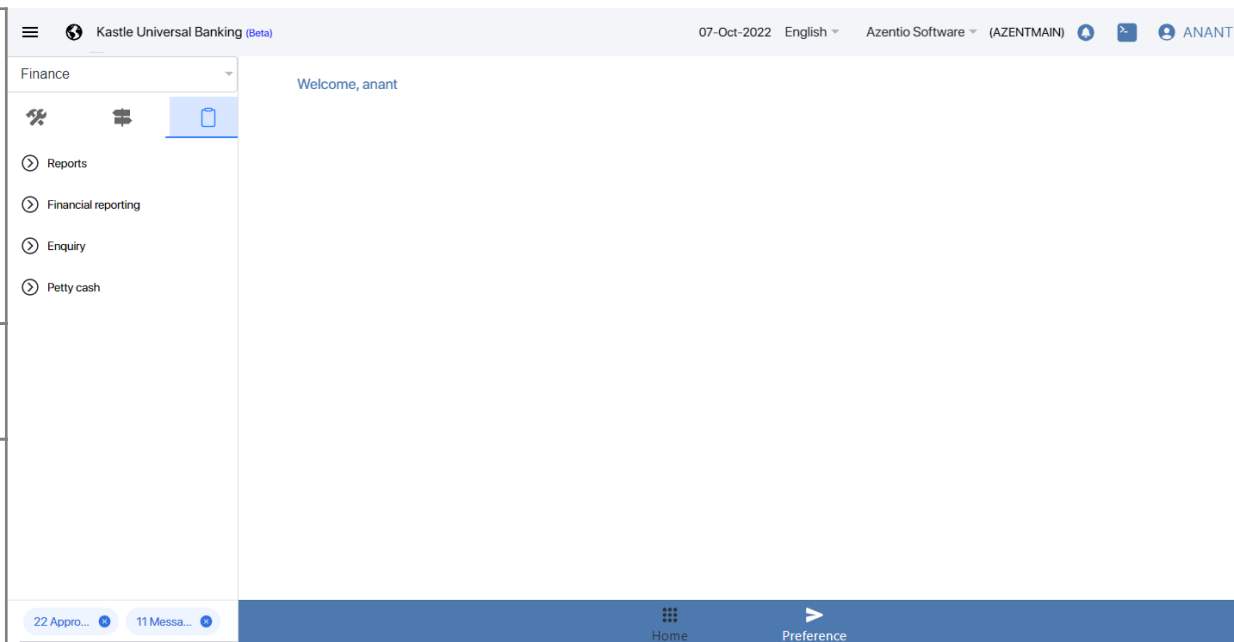 Kastle Universal Banking (Beta)
07-Oct-2022 English Azentio Software (AZENTMAIN) ANANT
Finance
Welcome, anant
Reports
Financial reporting
Enquiry
Petty cash
22 Appro... 11 Messa...
Home Preference